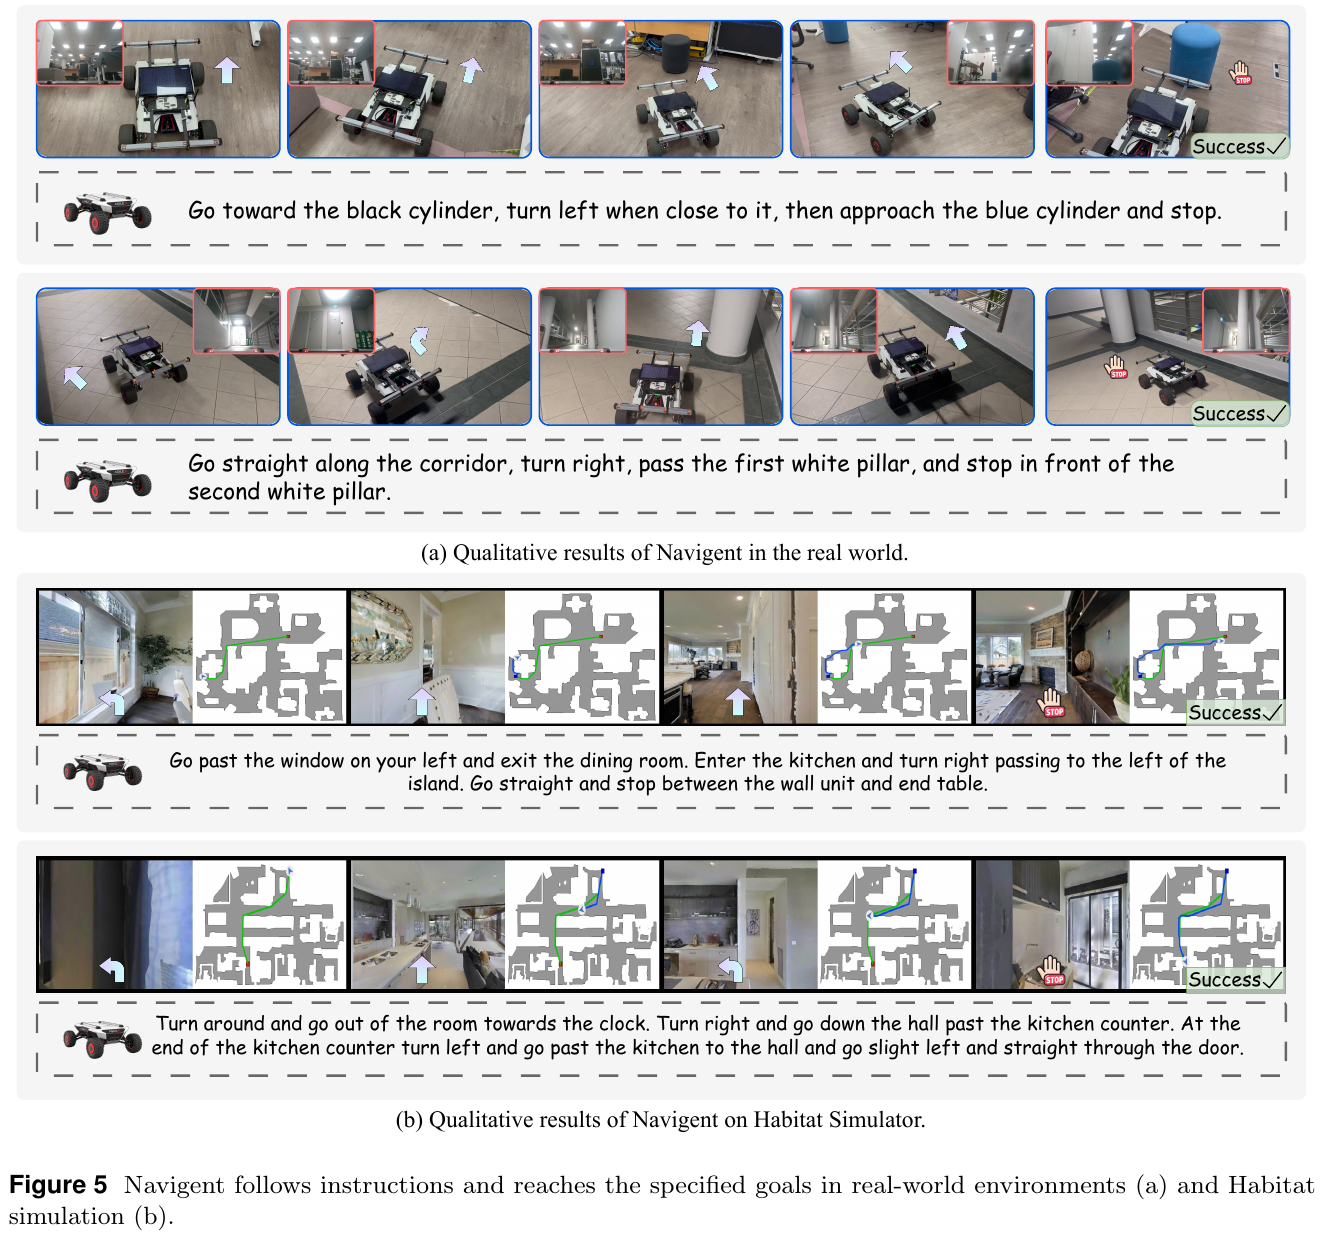 STOP
Success✓
Go toward the black cylinder, turn left when close to it, then approach the blue cylinder and stop.
STOP
Success✓
Go straight along the corridor, turn right, pass the first white pillar, and stop in front of the
second white pillar.
(a) Qualitative results of Navigent in the real world.
STOP
Success✓
Go past the window on your left and exit the dining room. Enter the kitchen and turn right passing to the left of the
island. Go straight and stop between the wall unit and end table.
STOP
Success✓
Turn around and go out of the room towards the clock. Turn right and go down the hall past the kitchen counter. At the
end of the kitchen counter turn left and go past the kitchen to the hall and go slight left and straight through the door.
(b) Qualitative results of Navigent on Habitat Simulator.
Figure 5 Navigent follows instructions and reaches the specified goals in real-world environments (a) and Habitat
simulation (b).